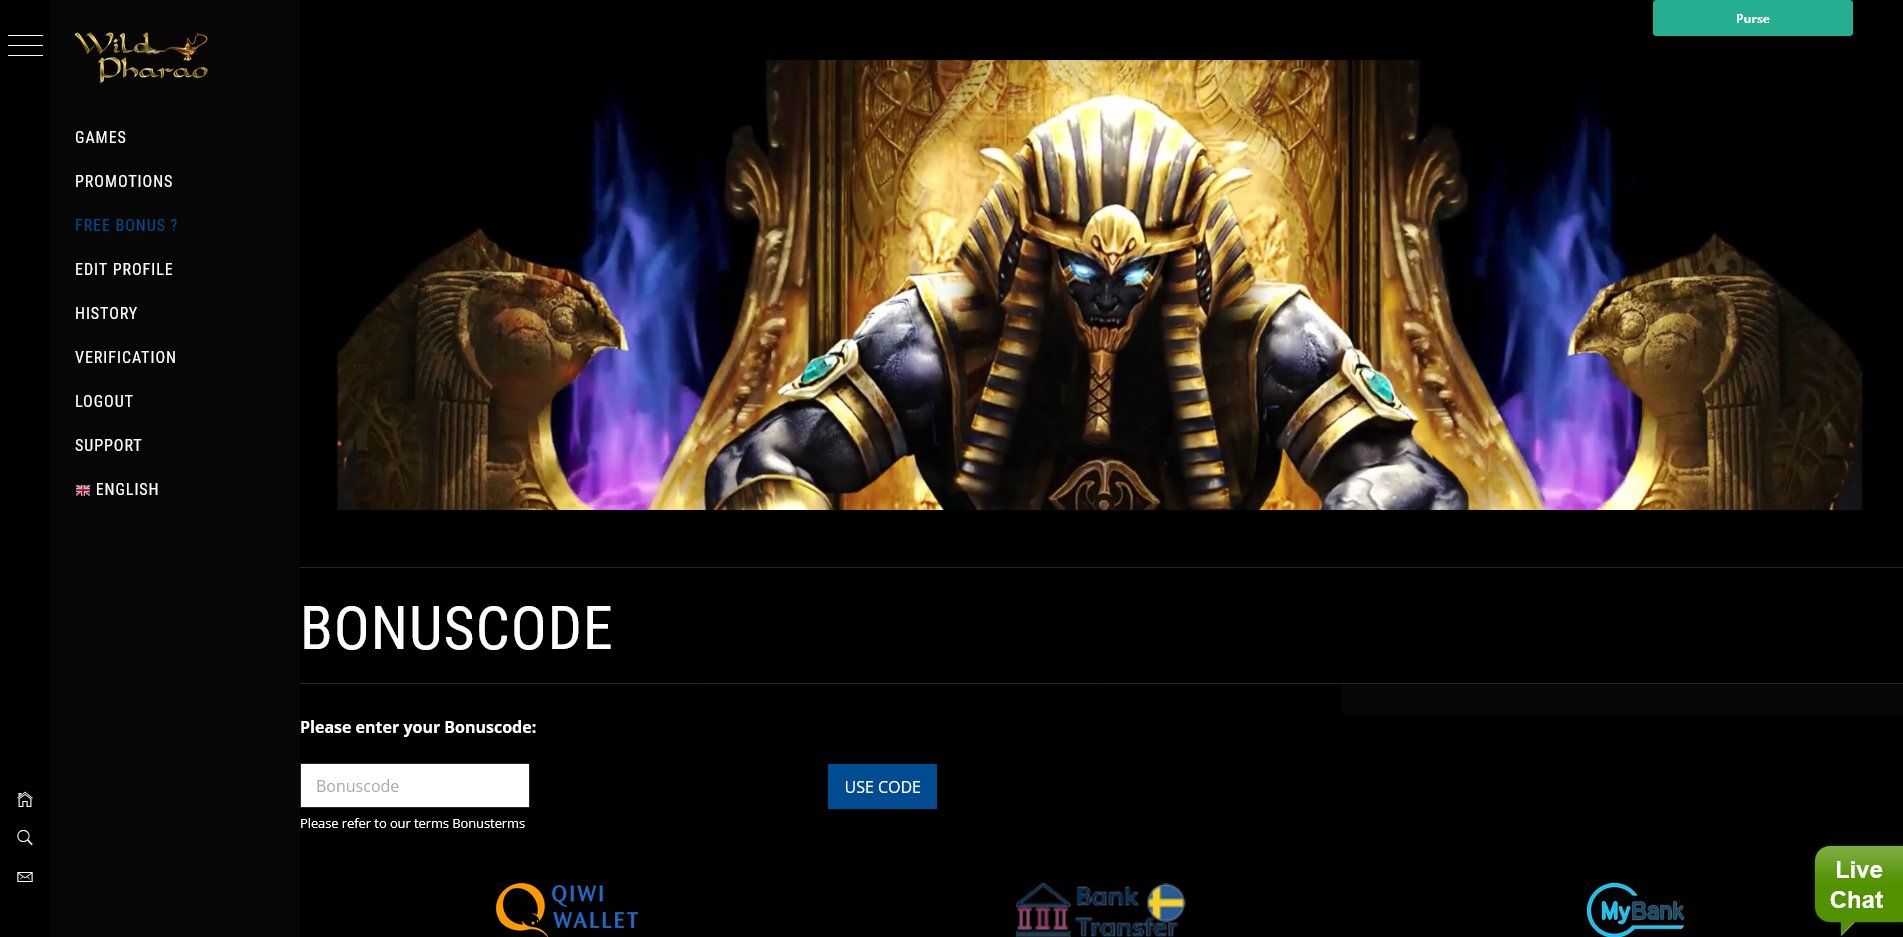 Purse
Wild
Pharao
GAMES
PROMOTIONS
FREE BONUS ?
EDIT PROFILE
HISTORY
VERIFICATION
LOGOUT
SUPPORT
ENGLISH
BONUSCODE
Please enter your Bonuscode:
Bonuscode
USE CODE
Please refer to our terms Bonusterms
QIWI
WALLET
Bank
Transfer
MyBank
Live
Chat